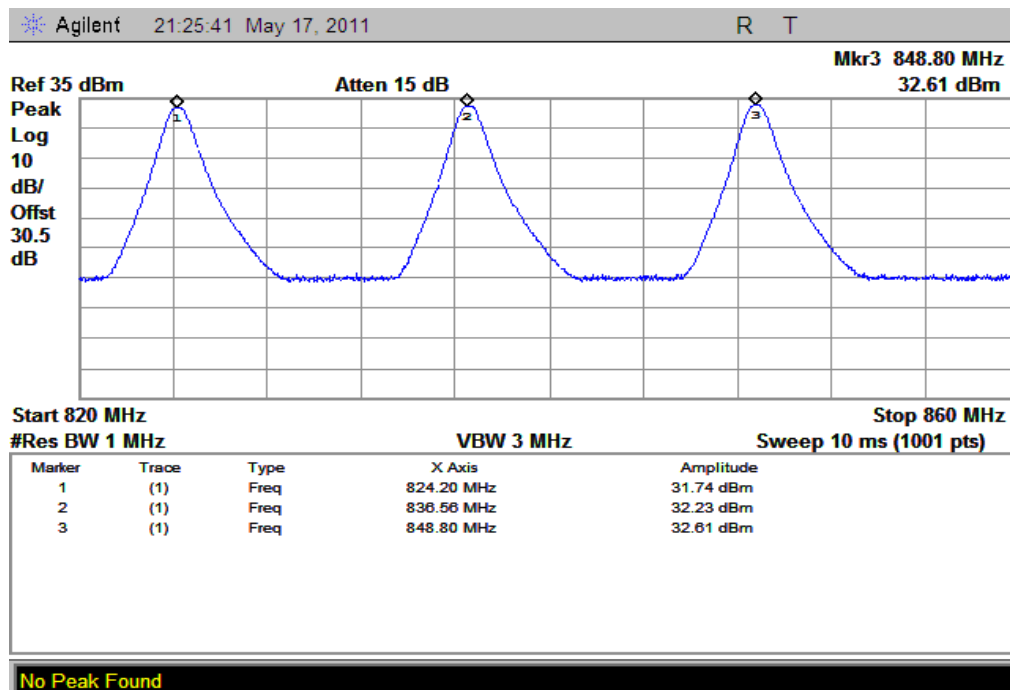 Agilent 21:25:41 May 17, 2011 R T
Mkr3 848.80 MHz
Ref 35 dBm Atten 15 dB 32.61 dBm
Peak
Log
10
dB/
Offst
30.5
dB
1 2 3
Start 820 MHz Stop 860 MHz
#Res BW 1 MHz VBW 3 MHz Sweep 10 ms (1001 pts)
Marker Trace Type X Axis Amplitude
1 (1) Freq 824.20 MHz 31.74 dBm
2 (1) Freq 836.56 MHz 32.23 dBm
3 (1) Freq 848.80 MHz 32.61 dBm
No Peak Found